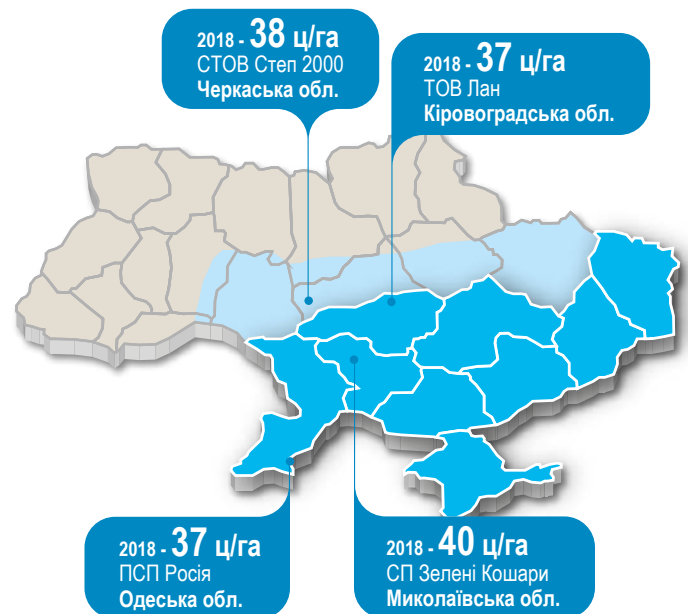 2018 - 38 ц/га
СТОВ Степ 2000
Черкаська обл.
2018 - 37 ц/га
ТОВ Лан
Кіровоградська обл.
2018 - 37 ц/га
ПСП Росія
Одеська обл.
2018 - 40 ц/га
СП Зелені Кошари
Миколаївська обл.